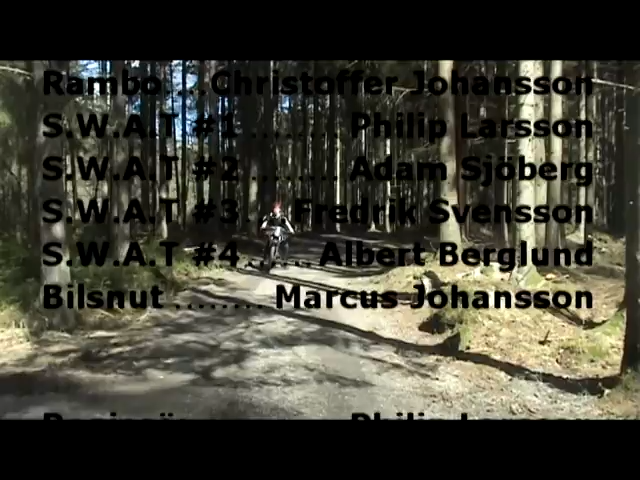 Rambo ...Christoffer Johansson
S.W.A.T #1 ........ Philip Larsson
S.W.A.T #2 ........ Adam Sjöberg
S.W.A.T #3....Fredrik Svensson
S.W.A.T #4...... Albert Berglund
Bilsnut ........ Marcus Johansson